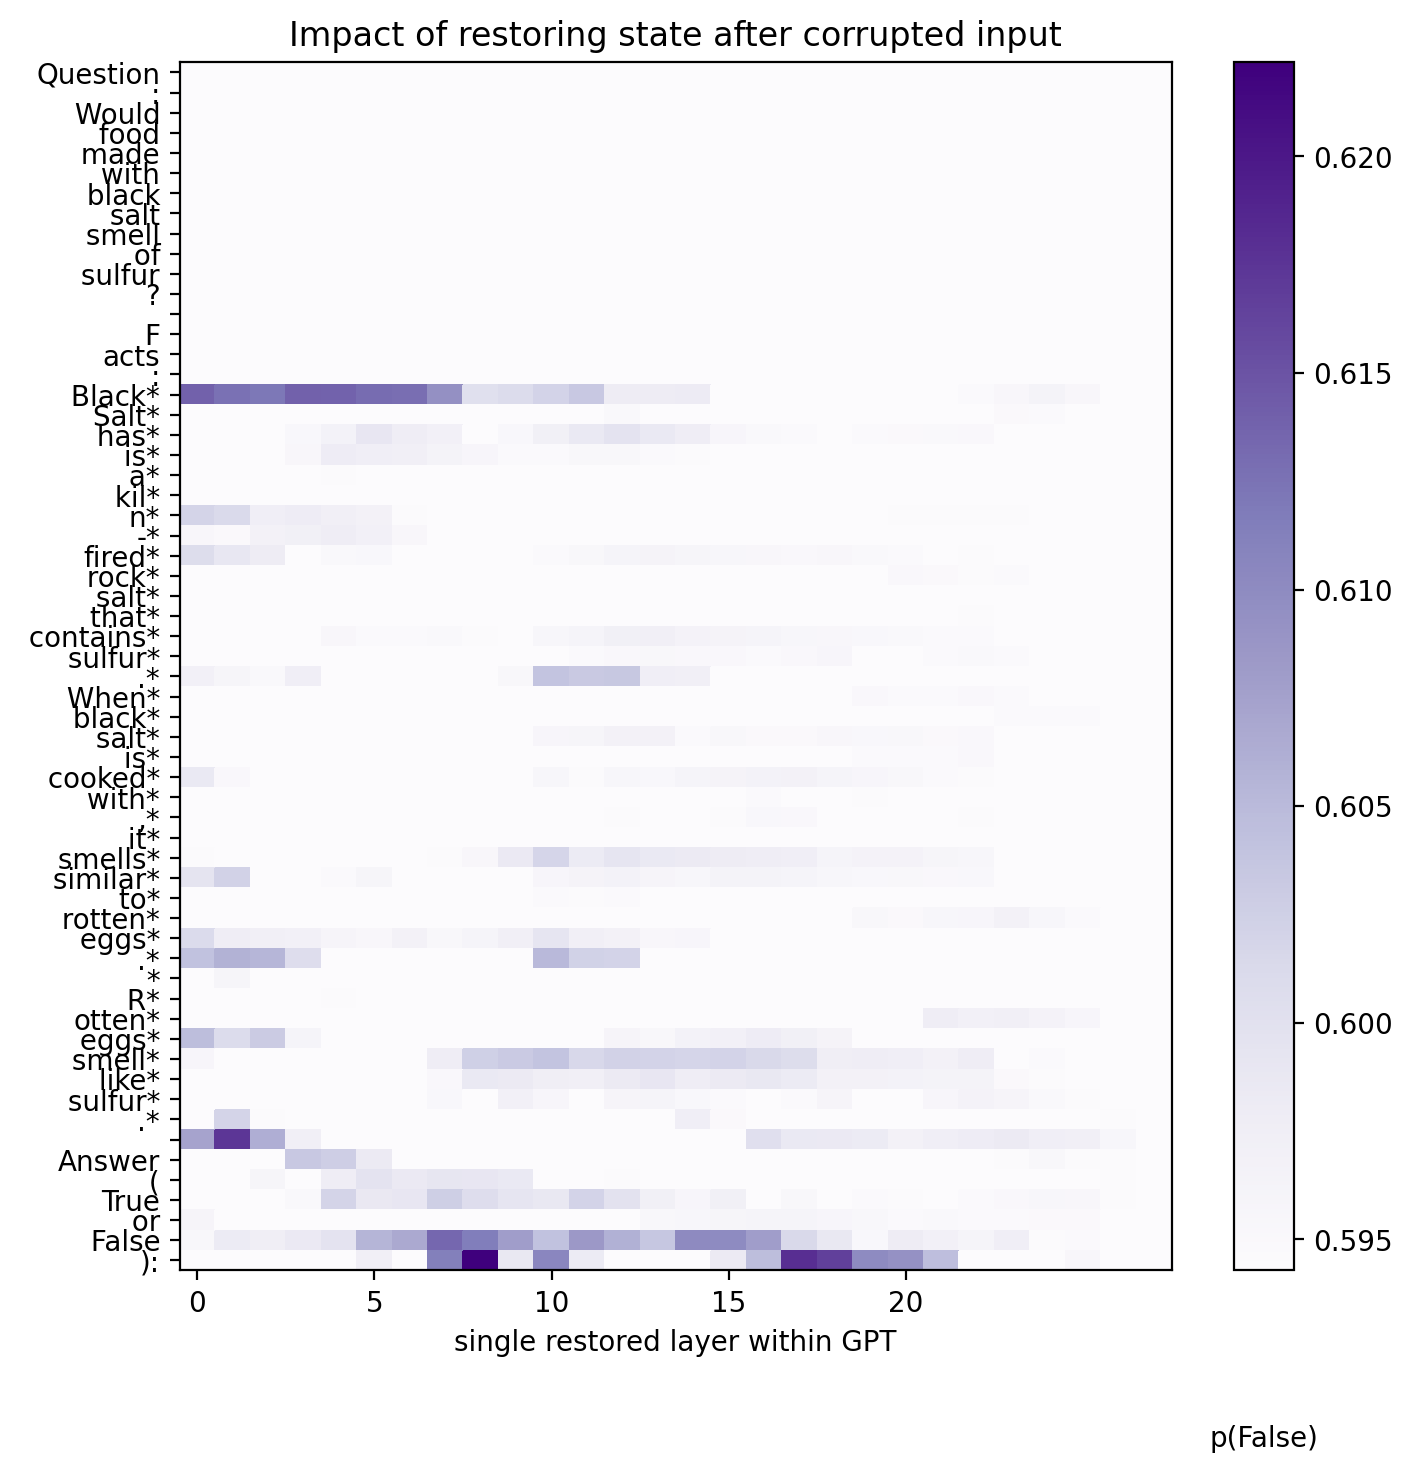 Impact of restoring state after corrupted input
Question
:
Would
food
made
with
black
salt
smell
of
sulfur
?
F
acts
:
Black*
Salt*
has*
is*
a*
kil*
n*
-*
fired*
rock*
salt*
that*
contains*
sulfur*
.*
When*
black*
salt*
is*
cooked*
with*
,*
it*
smells*
similar*
to*
rotten*
eggs*
.*
*
R*
otten*
eggs*
smell*
like*
sulfur*
.*
Answer
(
True
or
False
):
0 5 10 15 20
single restored layer within GPT
0.620
0.615
0.610
0.605
0.600
0.595
p(False)